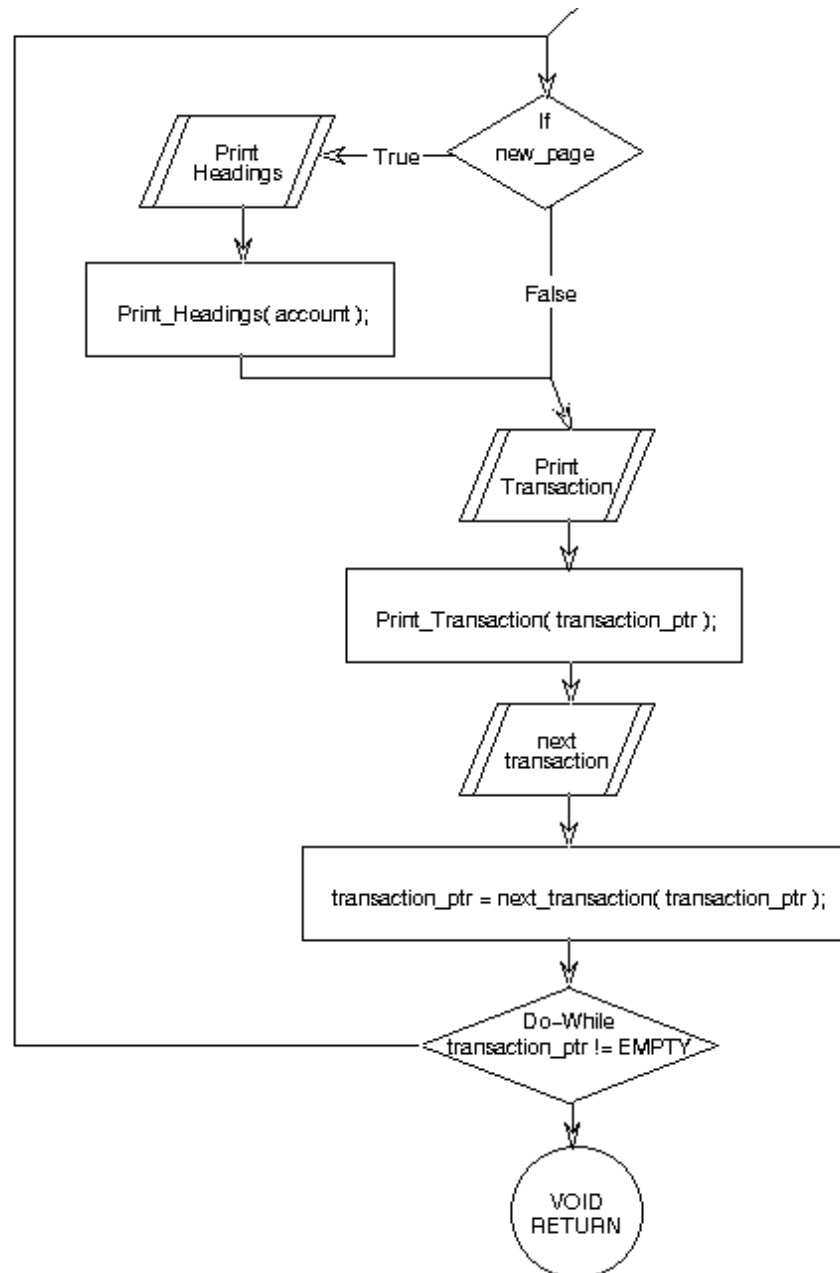 If
new_page
True
Print
Headings
Print_Headings( account );
False
Print
Transaction
Print_Transaction( transaction_ptr );
next
transaction
transaction_ptr = next_transaction( transaction_ptr );
Do-While
transaction_ptr != EMPTY
VOID
RETURN